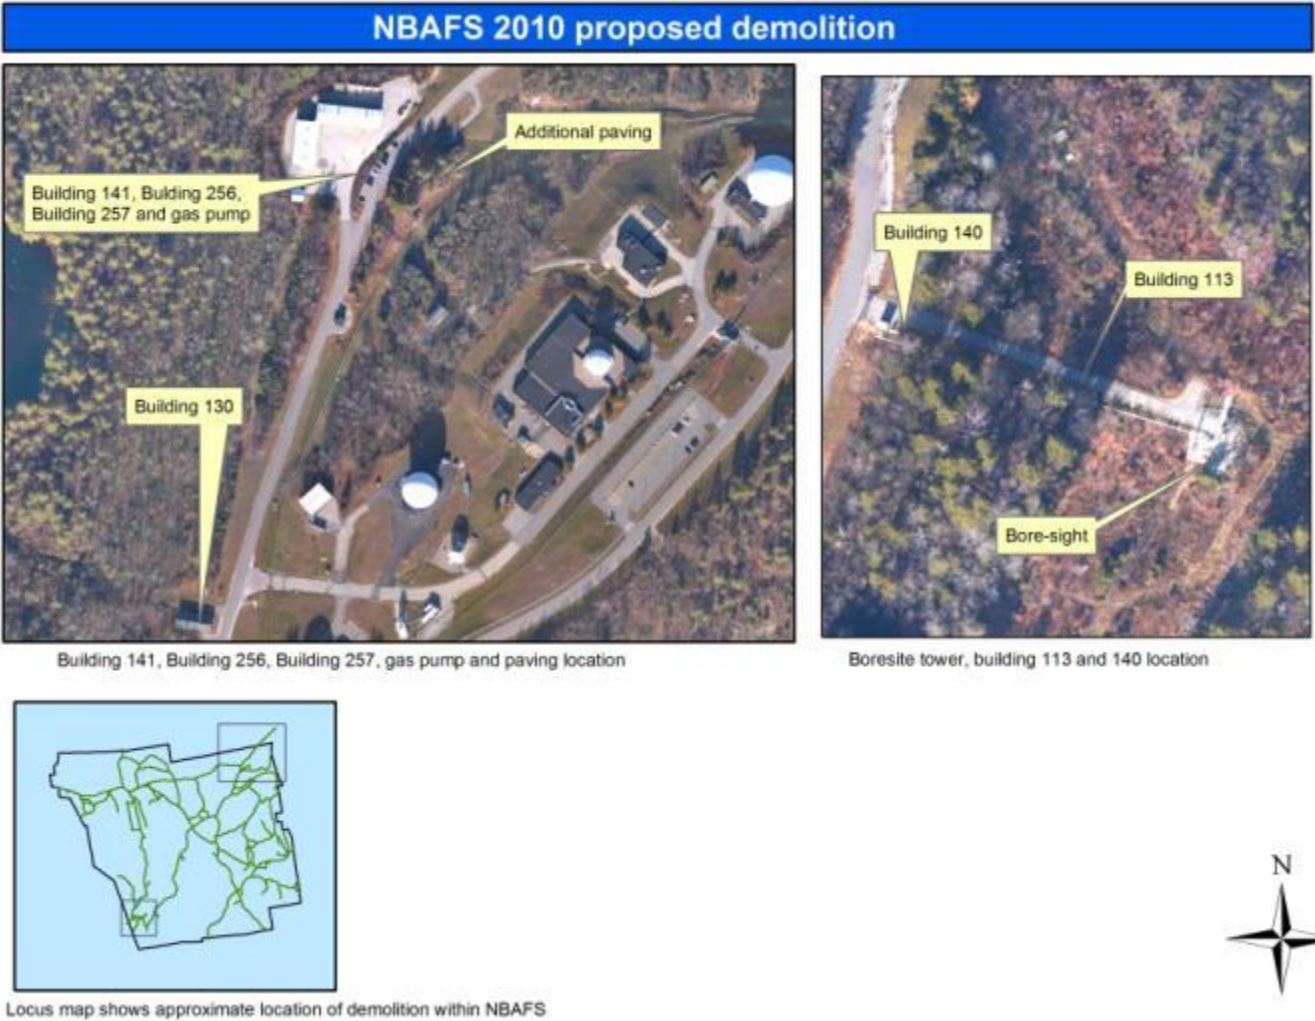 NBAFS 2010 proposed demolition
Additional paving
Building 141, Bulding 256,
Building 257 and gas pump
Building 130
Building 140
Building 113
Bore-sight
Building 141, Building 256, Building 257, gas pump and paving location
Boresite tower, building 113 and 140 location
N
Locus map shows approximate location of demolition within NBAFS